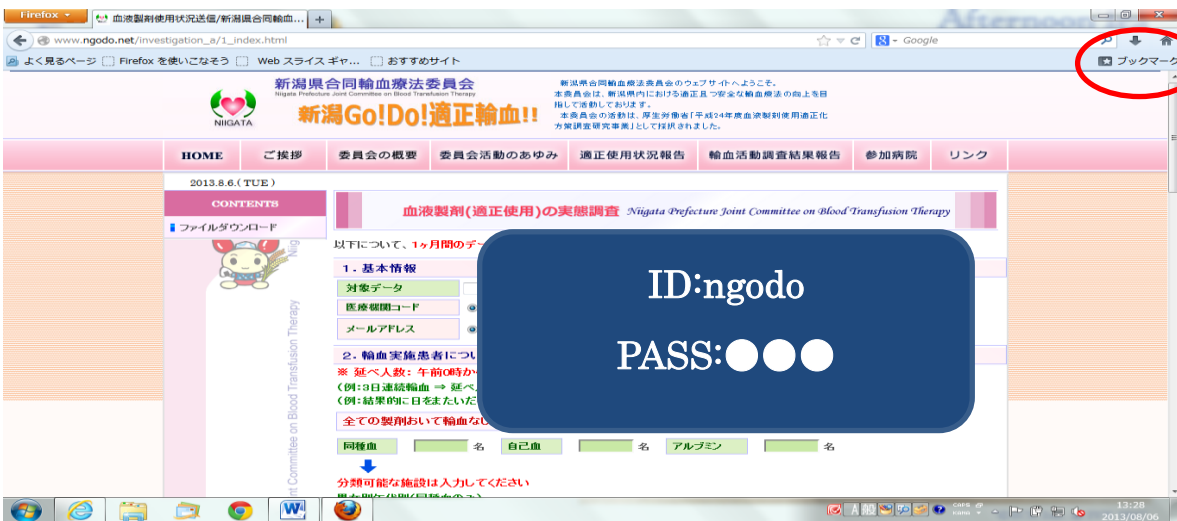 Firefox
血液製剤使用状況送信/新潟県合同輸血...
www.ngodo.net/investigation_a/1_index.html
Google
よく見るページ
Firefox を使いこなそう
Web スライス ギャ...
おすすめサイト
ブックマーク
新潟県合同輸血療法委員会
Niigata Prefecture Joint Committee on Blood Transfusion Therapy
新潟Go!Do!適正輸血!!
NIIGATA
新潟県合同輸血療法委員会のウェブサイトへようこそ。
本委員会は、新潟県内における適正且つ安全な輸血療法の向上を目
指して活動しております。
本委員会の活動は、厚生労働省「平成24年度血液製剤使用適正化
方策調査研究事業」として採択されました。
HOME
ご挨拶
委員会の概要
委員会活動のあゆみ
適正使用状況報告
輸血活動調査結果報告
参加病院
リンク
2013.8.6.( TUE )
CONTENTS
ファイルダウンロード
血液製剤(適正使用)の実態調査 Niigata Prefecture Joint Committee on Blood Transfusion Therapy
以下について、1ヶ月間のデー
1. 基本情報
対象データ
医療機関コード
メールアドレス
ID:ngodo
PASS:●●●
2. 輸血実施患者につい
※ 延べ人数: 午前0時か
(例:3日連続輸血 ⇒ 延べ
(例:結果的に日をまたいだ
全ての製剤おいて輸血なし
同種血 名 自己血 名 アルブミン 名
分類可能な施設は入力してください
nt Committee on Blood Transfusion Therapy
13:28
2013/08/06